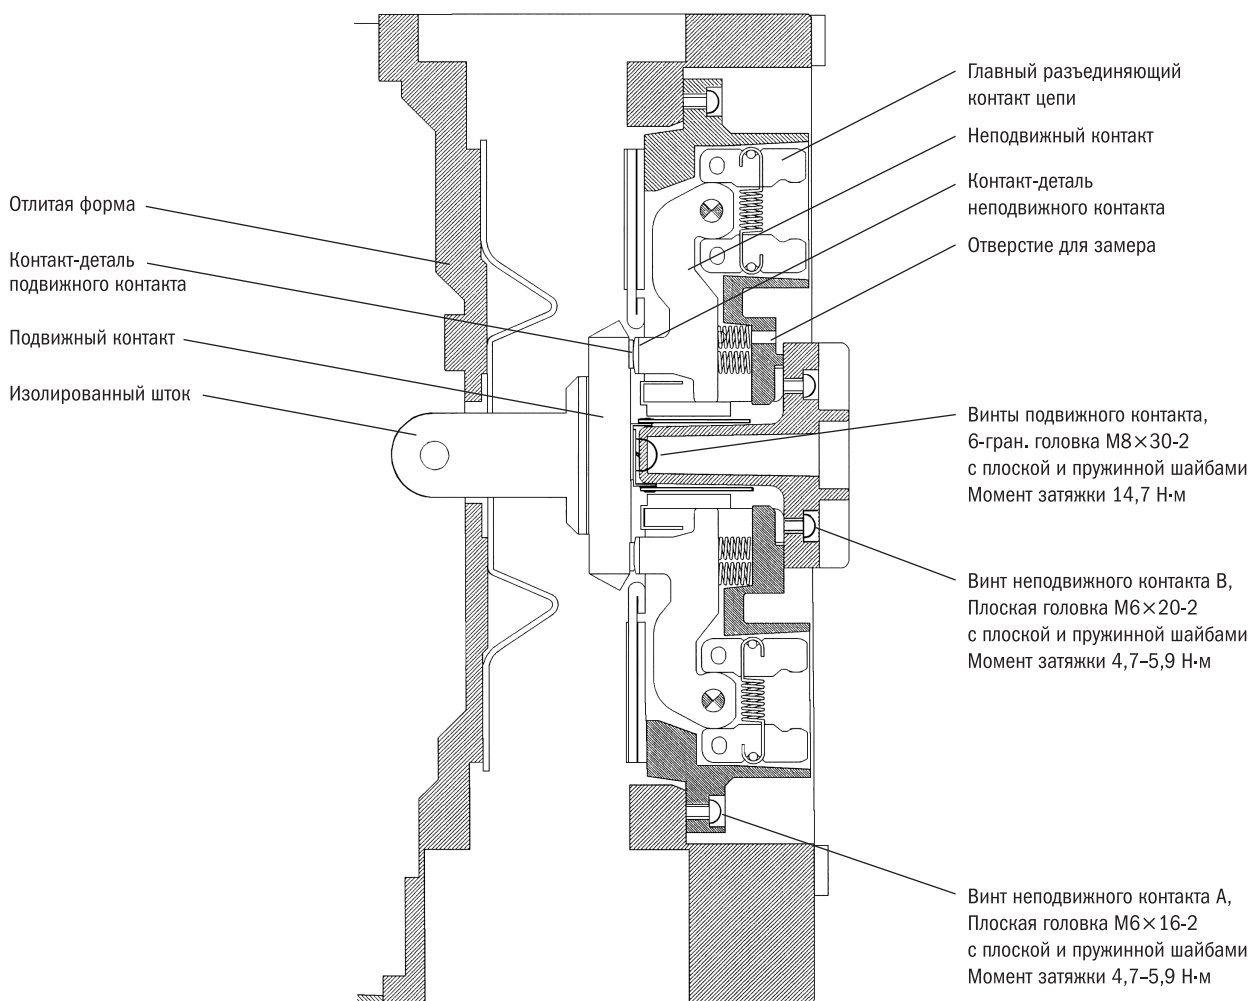 Отлитая форма
Контакт-деталь
подвижного контакта
Подвижный контакт
Изолированный шток
Главный разъединяющий
контакт цепи
Неподвижный контакт
Контакт-деталь
неподвижного контакта
Отверстие для замера
Винты подвижного контакта,
6-гран. головка М8×30-2
с плоской и пружинной шайбами
Момент затяжки 14,7 Н·м
Винт неподвижного контакта В,
Плоская головка М6×20-2
с плоской и пружинной шайбами
Момент затяжки 4,7–5,9 Н·м
Винт неподвижного контакта А,
Плоская головка М6×16-2
с плоской и пружинной шайбами
Момент затяжки 4,7–5,9 Н·м